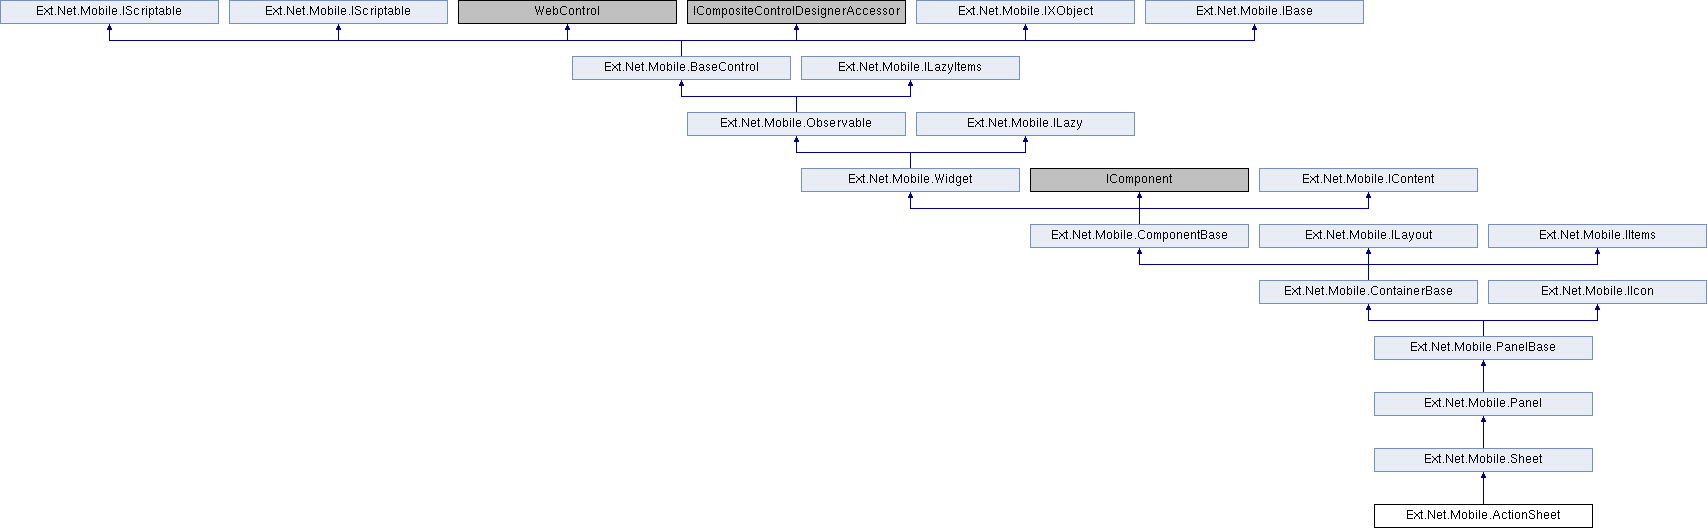 Ext.Net.Mobile.IScriptable
Ext.Net.Mobile.IScriptable
WebControl
ICompositeControlDesignerAccessor
Ext.Net.Mobile.IXObject
Ext.Net.Mobile.IBase
Ext.Net.Mobile.BaseControl
Ext.Net.Mobile.ILazyItems
Ext.Net.Mobile.Observable
Ext.Net.Mobile.ILazy
Ext.Net.Mobile.Widget
IComponent
Ext.Net.Mobile.IContent
Ext.Net.Mobile.ComponentBase
Ext.Net.Mobile.ILayout
Ext.Net.Mobile.IItems
Ext.Net.Mobile.ContainerBase
Ext.Net.Mobile.IIcon
Ext.Net.Mobile.PanelBase
Ext.Net.Mobile.Panel
Ext.Net.Mobile.Sheet
Ext.Net.Mobile.ActionSheet